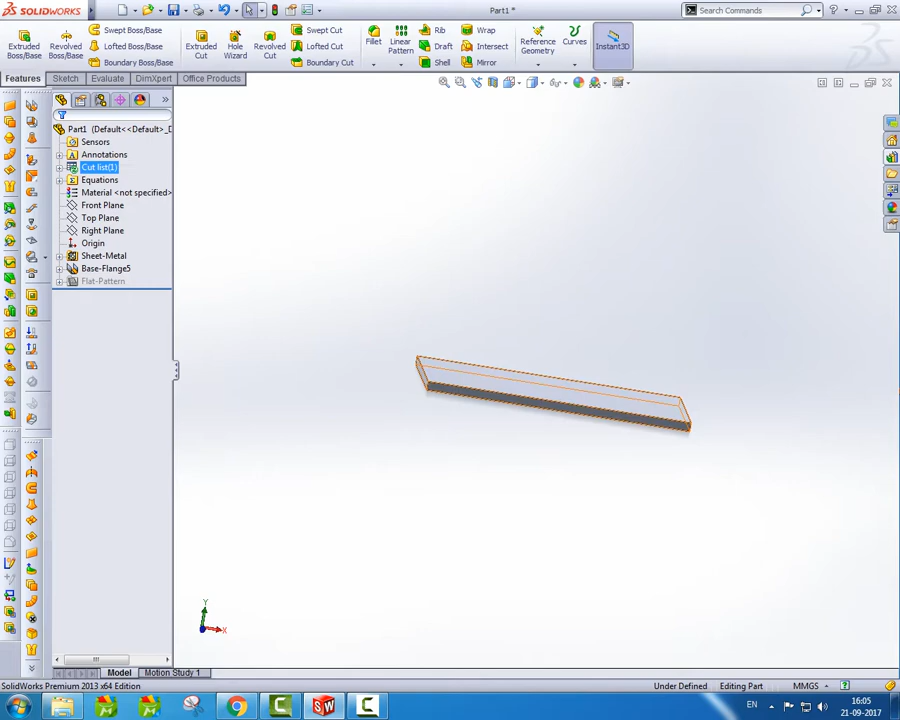 SOLIDWORKS
Part1 *
Search Commands
Extruded Boss/Base
Revolved Boss/Base
Swept Boss/Base
Lofted Boss/Base
Boundary Boss/Base
Extruded Cut
Hole Wizard
Revolved Cut
Swept Cut
Lofted Cut
Boundary Cut
Fillet
Linear Pattern
Rib
Draft
Shell
Wrap
Intersect
Mirror
Reference Geometry
Curves
Instant3D
Features
Sketch
Evaluate
DimXpert
Office Products
Part1 (Default<<Default>_D
Sensors
Annotations
Cut list(1)
Equations
Material <not specified>
Front Plane
Top Plane
Right Plane
Origin
Sheet-Metal
Base-Flange5
Flat-Pattern
Y
X
Model
Motion Study 1
SolidWorks Premium 2013 x64 Edition
Under Defined
Editing Part
MMGS
EN
16:05
21-09-2017